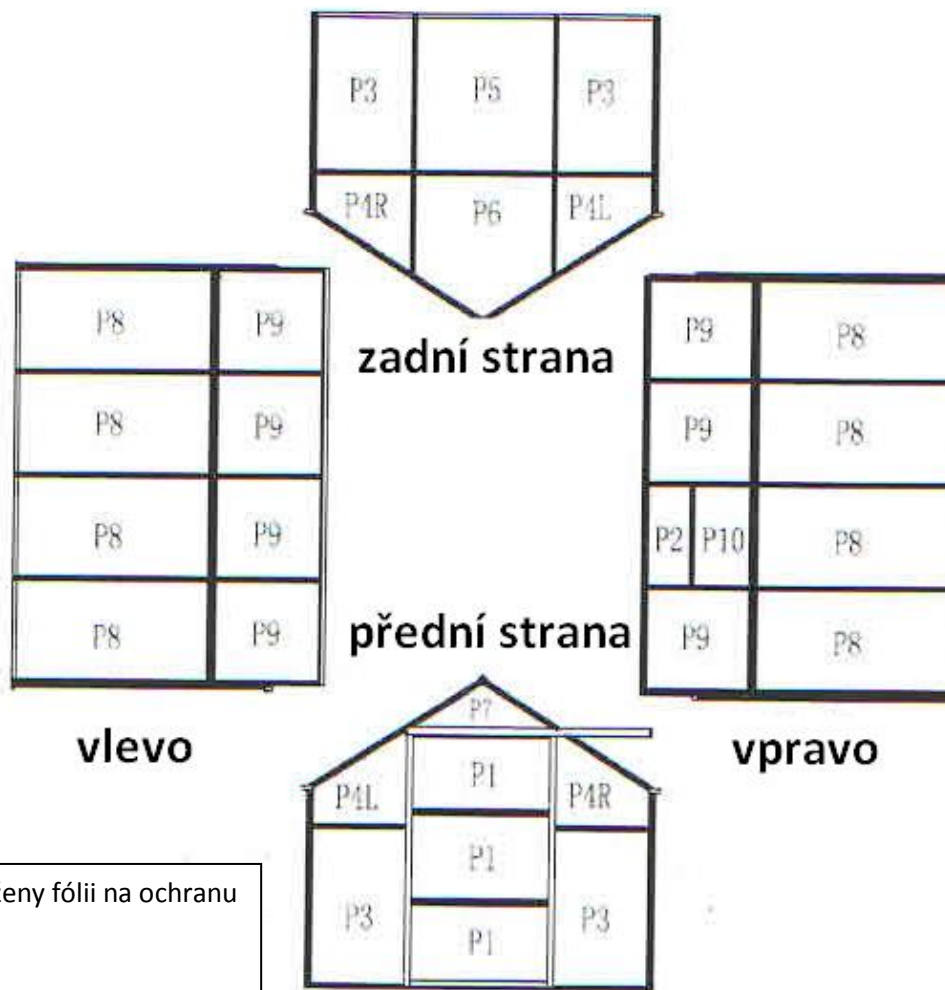 P3 P5 P3
P4R P6 P4L
zadní strana
P8 P9
P8 P9
P8 P9
P8 P9
vlevo
P9 P8
P9 P8
P2 P10 P8
P9 P8
vpravo
přední strana
P7
P1
P4L P4R
P1
P3 P3
P1
ženy fólii na ochranu